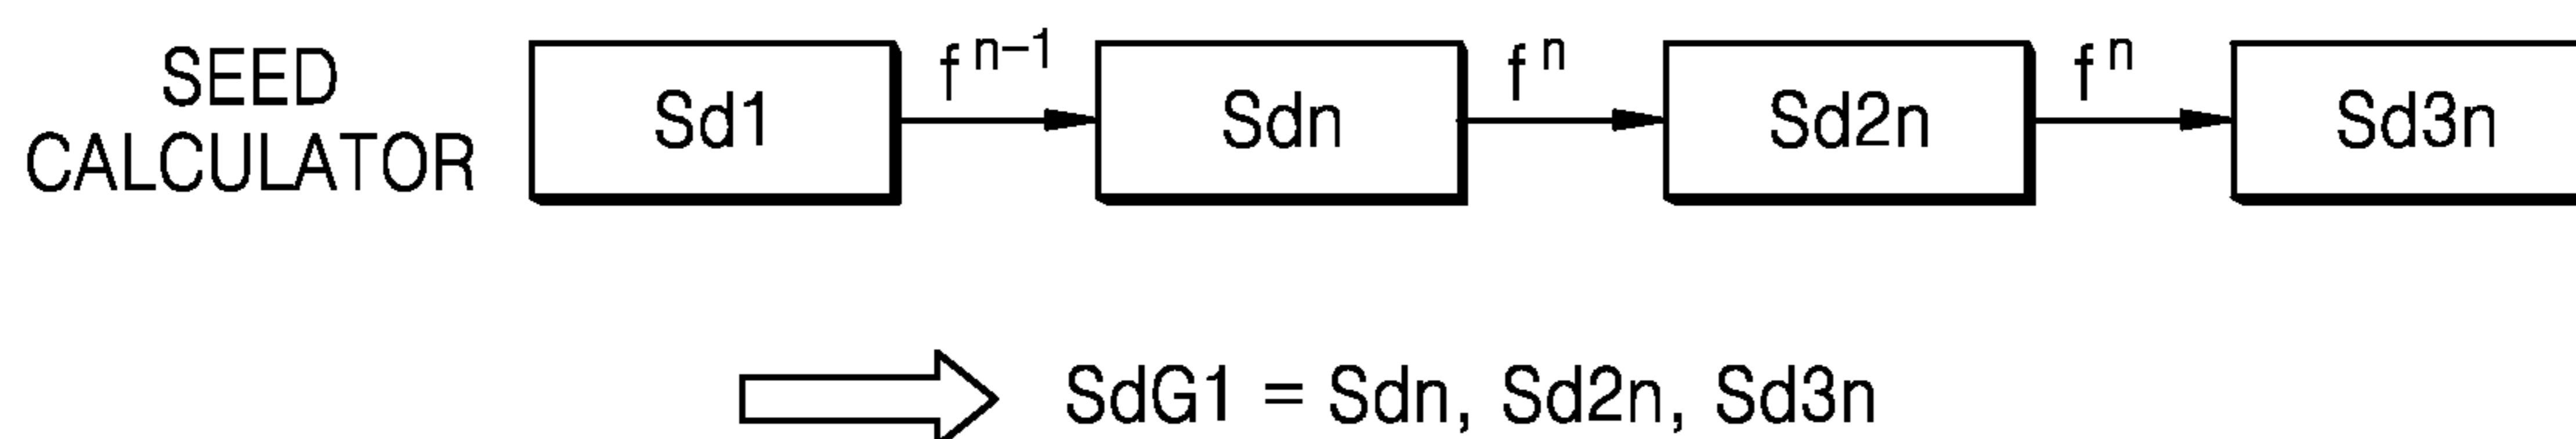 SEED
CALCULATOR
Sd1 f^{n-1} Sdn f^n Sd2n f^n Sd3n
SdG1 = Sdn, Sd2n, Sd3n